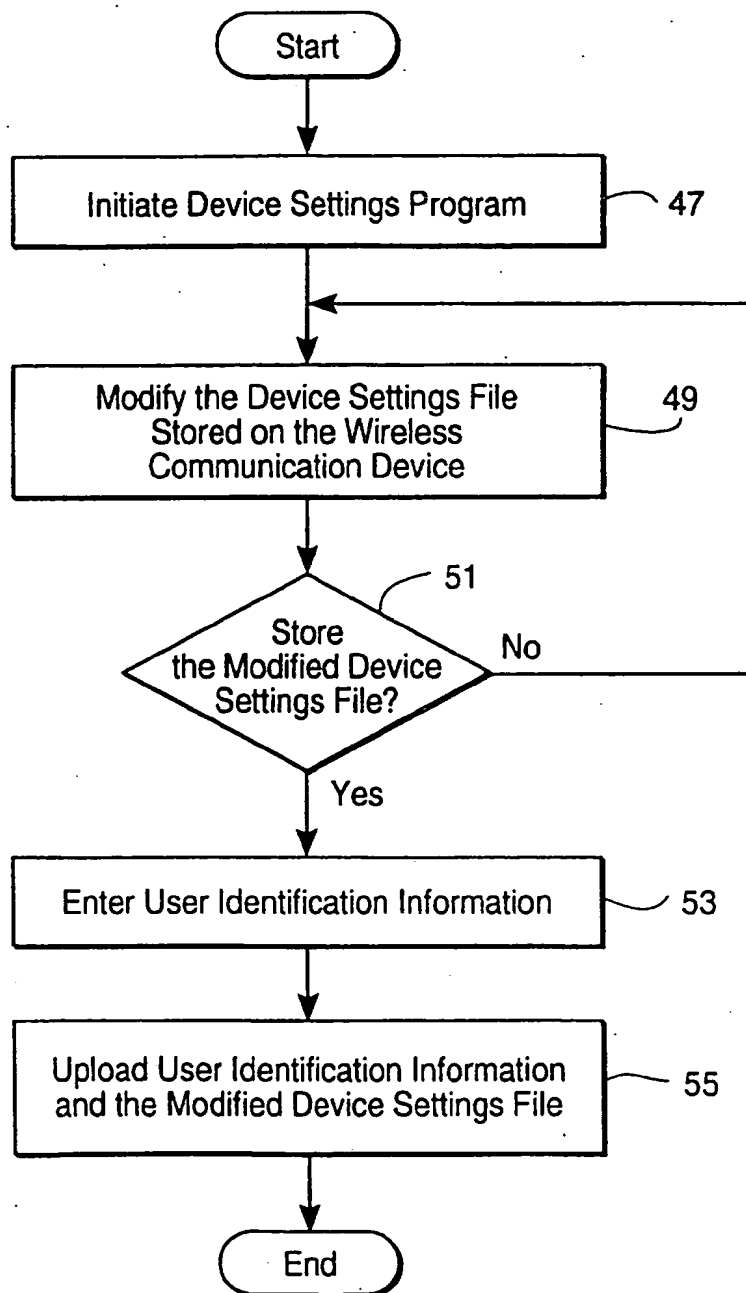 Start
Initiate Device Settings Program
47
Modify the Device Settings File
Stored on the Wireless
Communication Device
49
51
Store
the Modified Device
Settings File?
No
Yes
Enter User Identification Information
53
Upload User Identification Information
and the Modified Device Settings File
55
End